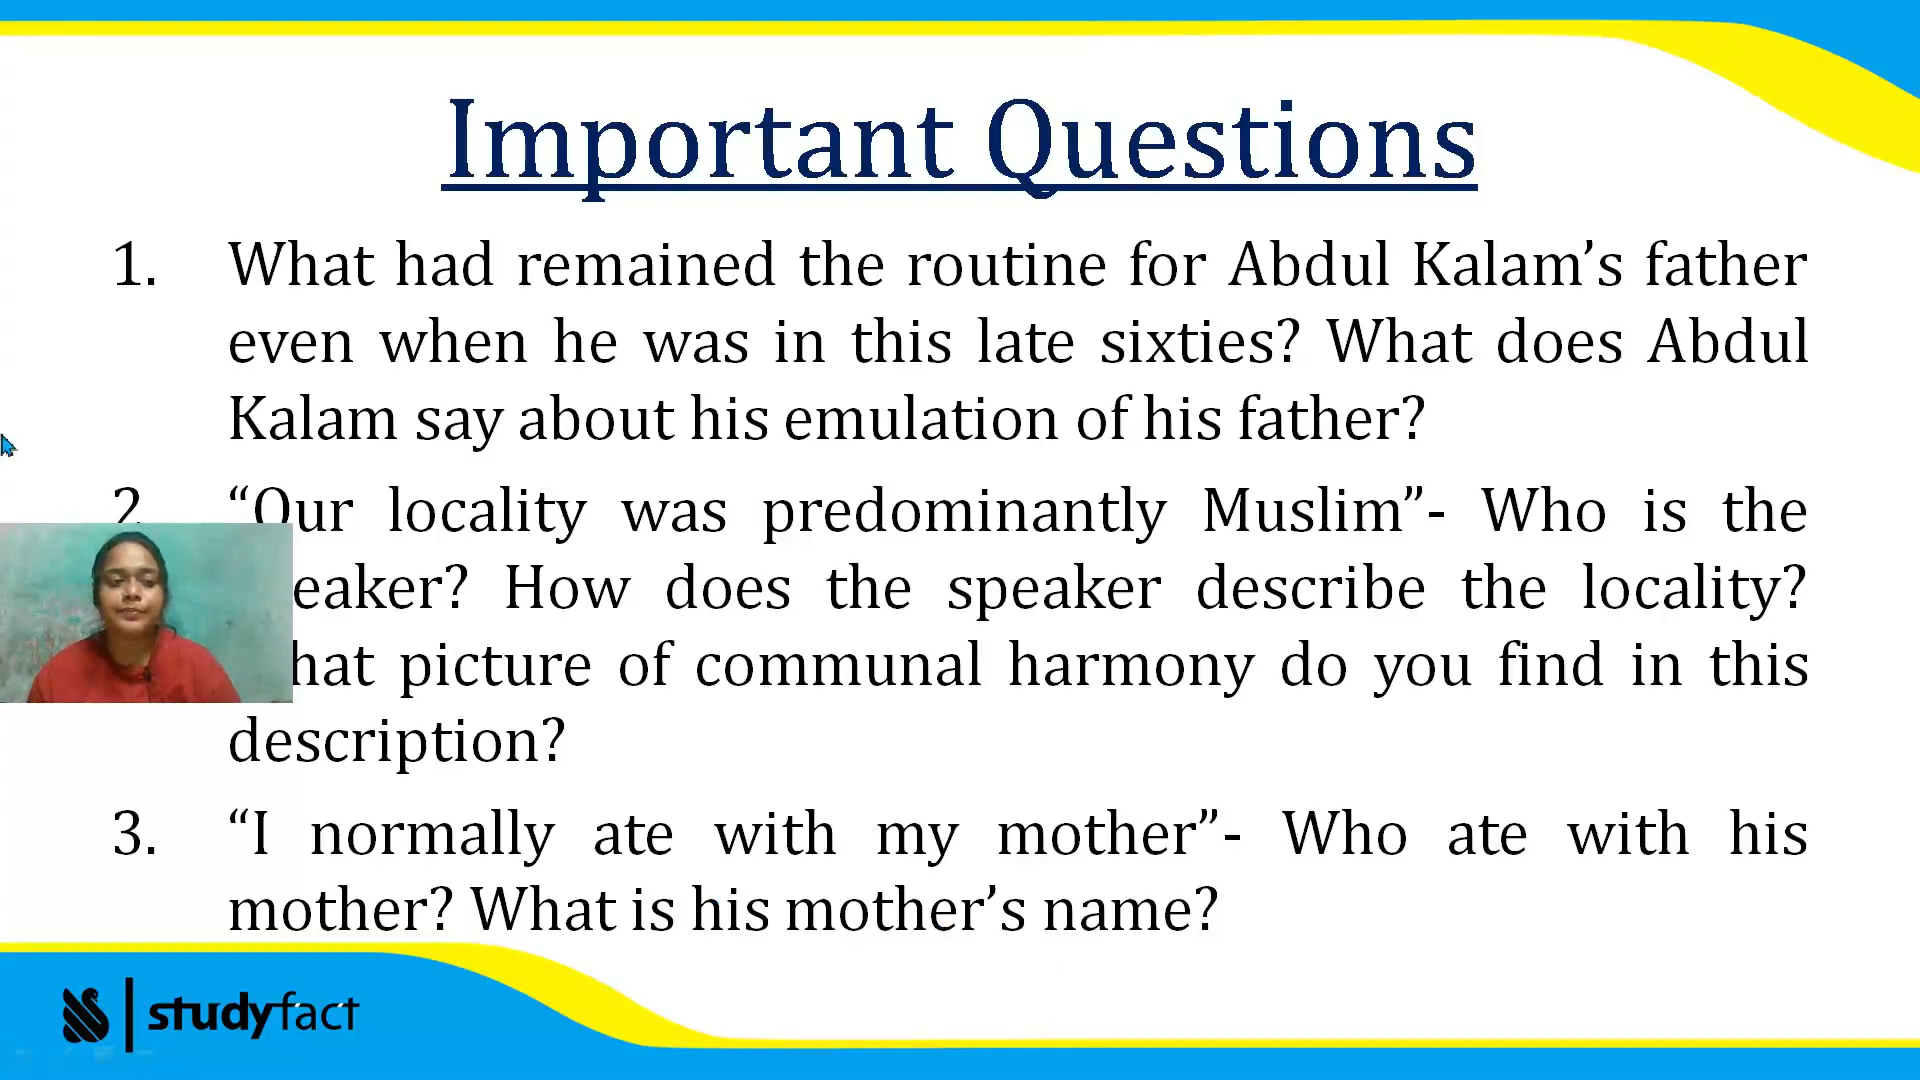 Important Questions
1. What had remained the routine for Abdul Kalam’s father
even when he was in this late sixties? What does Abdul
Kalam say about his emulation of his father?
2 “Our locality was predominantly Muslim”- Who is the
eaker? How does the speaker describe the locality?
hat picture of communal harmony do you find in this
description?
3. “I normally ate with my mother”- Who ate with his
mother? What is his mother’s name?
studyfact